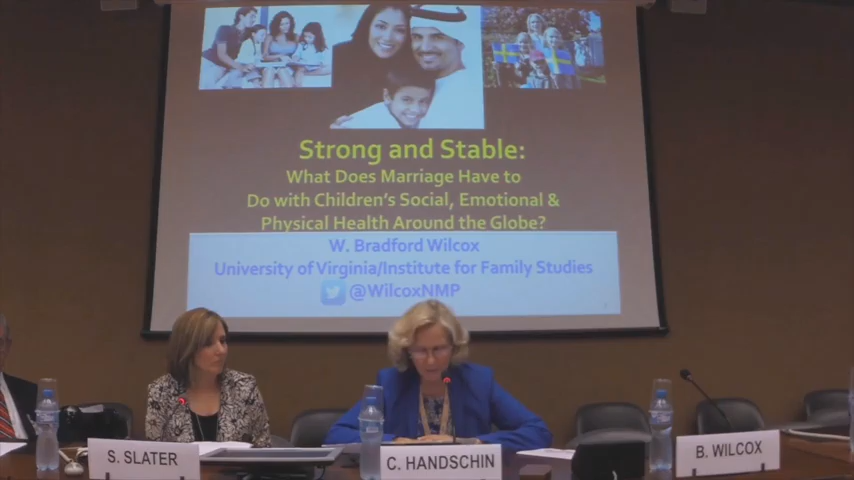 Strong and Stable:
What Does Marriage Have to
Do with Children's Social, Emotional &
Physical Health Around the Globe?
W. Bradford Wilcox
University of Virginia/Institute for Family Studies
@WilcoxNMP
S. SLATER
C. HANDSCHIN
B. WILCOX